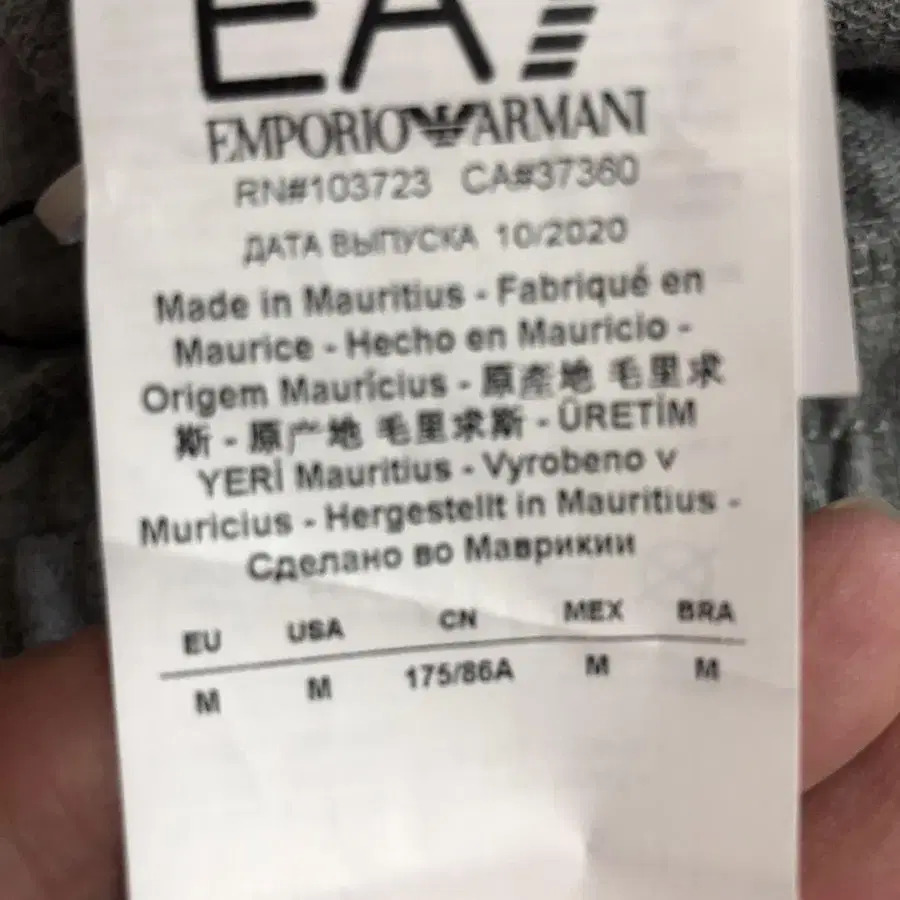 EA7
EMPORIO ARMANI
RN#103723 CA#37360
ДАТА ВЫПУСКА 10/2020
Made in Mauritius - Fabriqué en
Maurice - Hecho en Mauricio -
Origem Maurícius - 原產地 毛里求
斯 - 原产地 毛里求斯 - ÜRETİM
YERİ Mauritius - Vyrobeno v
Muricius - Hergestellt in Mauritius -
Сделано во Маврикии
EU USA CN MEX BRA
M M 175/86A M M